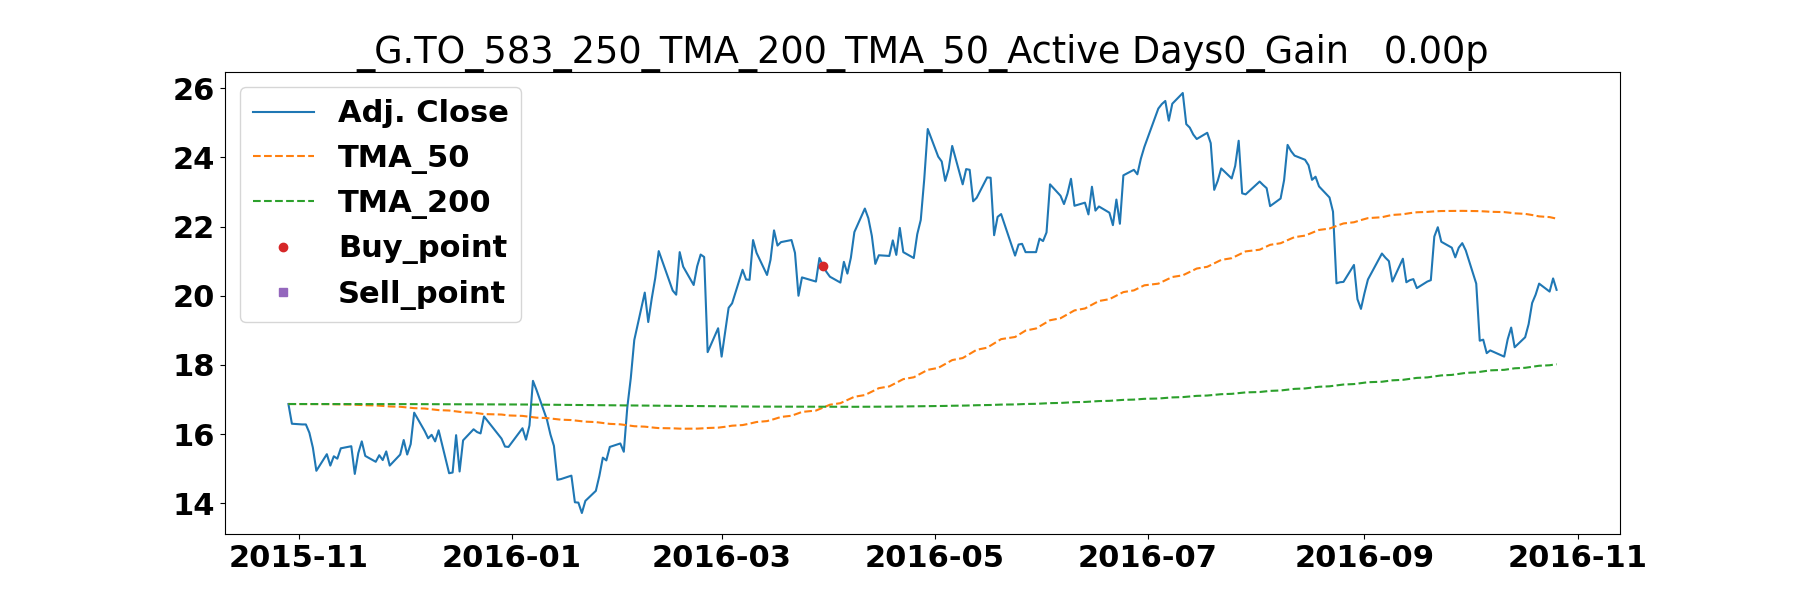 _G.TO_583_250_TMA_200_TMA_50_Active Days0_Gain   0.00p
26
24
22
20
18
16
14
Adj. Close
TMA_50
TMA_200
Buy_point
Sell_point
2015-11 2016-01 2016-03 2016-05 2016-07 2016-09 2016-11